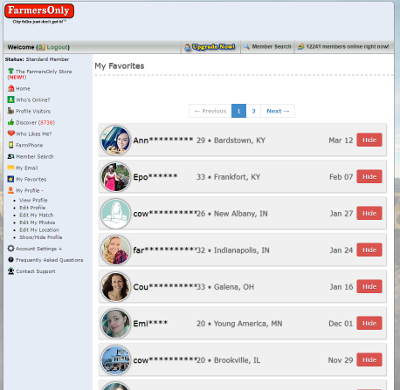 FarmersOnly
City folks just don't get it!™
Welcome ( Logout)
Upgrade Now!
Member Search
12241 members online right now!
Status: Standard Member
The FarmersOnly Store
(NEW!)
Home
Who's Online?
Profile Visitors
Discover (8736)
Who Likes Me?
FarmPhone
Member Search
My Email
My Favorites
My Profile -
View Profile
Edit Profile
Edit My Match
Edit My Photos
Edit My Location
Show/Hide Profile
Account Settings +
Frequently Asked Questions
Contact Support
My Favorites
← Previous 1 2 Next →
Ann********* 29 • Bardstown, KY Mar 12 Hide
Epo****** 33 • Frankfort, KY Feb 07 Hide
cow********** 26 • New Albany, IN Jan 27 Hide
far********** 32 • Indianapolis, IN Jan 24 Hide
Cou********** 33 • Galena, OH Jan 16 Hide
Emi**** 20 • Young America, MN Dec 01 Hide
cow********** 20 • Brookville, IL Nov 29 Hide